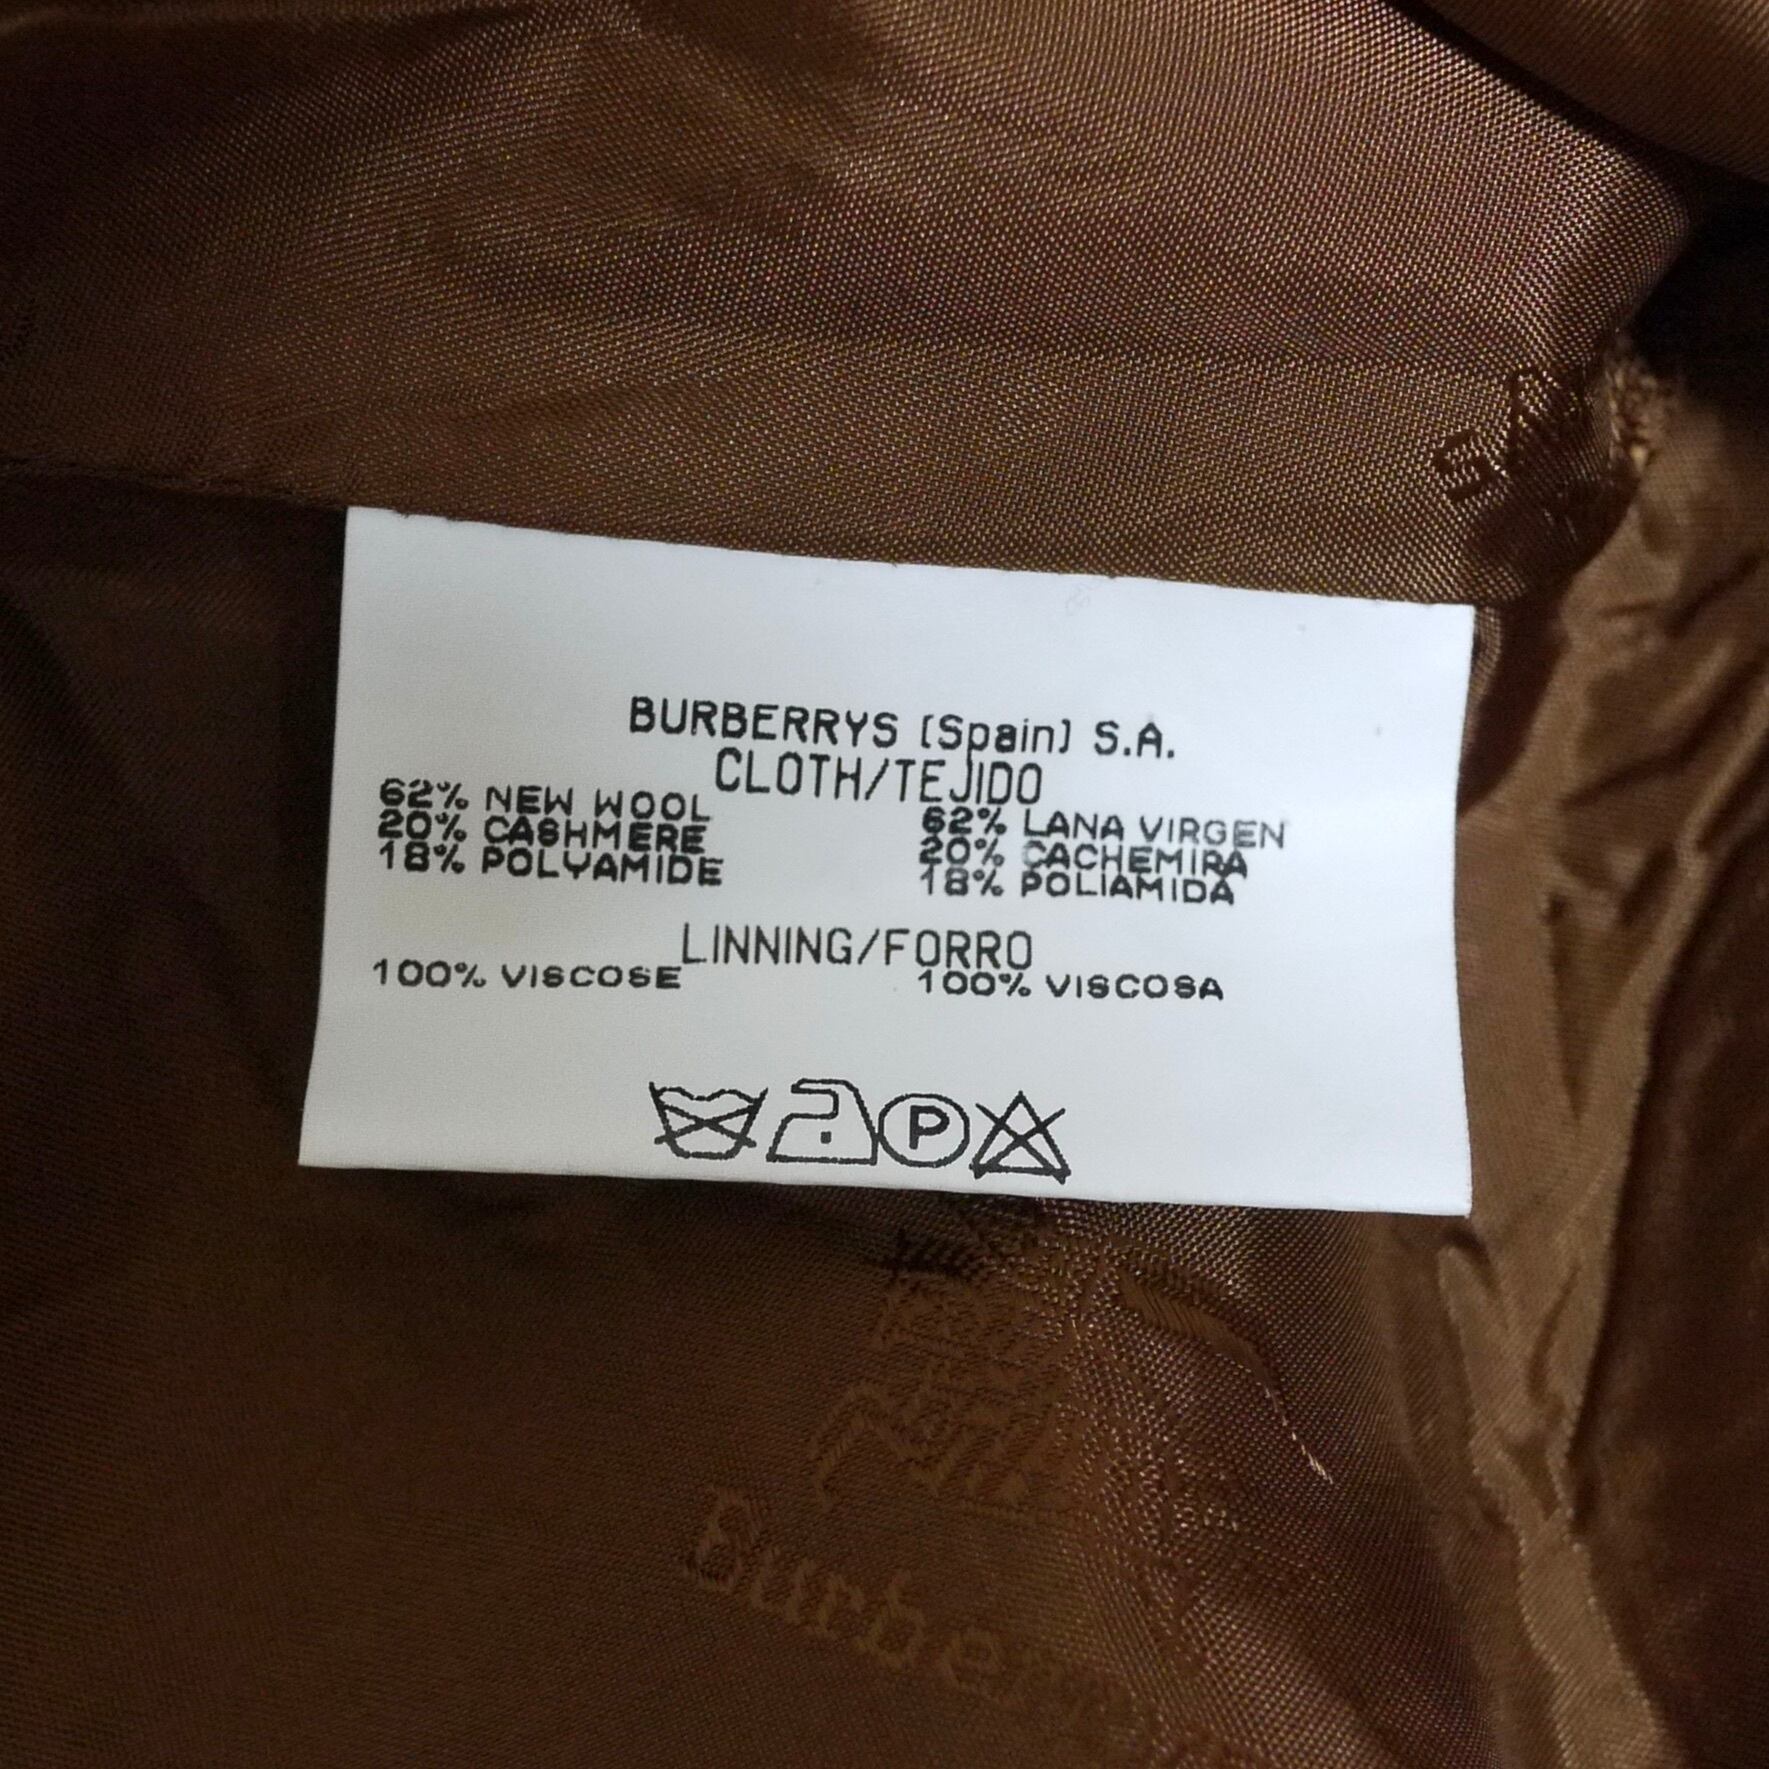 BURBERRYS (Spain) S.A.
CLOTH/TEJIDO
62% NEW WOOL
20% CASHMERE
18% POLYAMIDE
62% LANA VIRGEN
20% CACHEMIRA
18% POLIAMIDA
LINNING/FORRO
100% VISCOSE
100% VISCOSA
P
Burberry